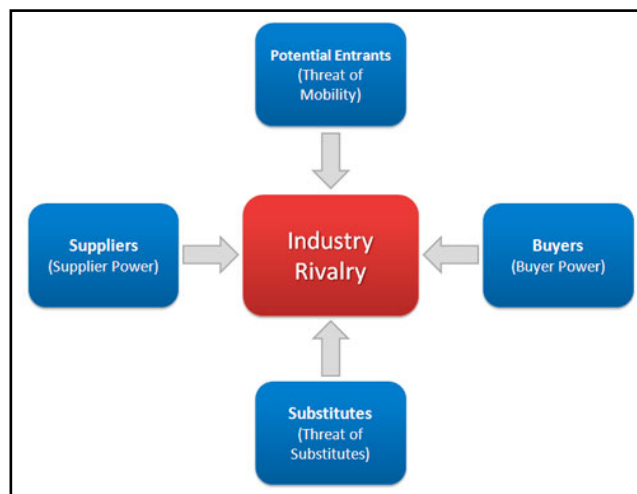 Potential Entrants
(Threat of
Mobility)
Suppliers
(Supplier Power)
Industry
Rivalry
Buyers
(Buyer Power)
Substitutes
(Threat of
Substitutes)